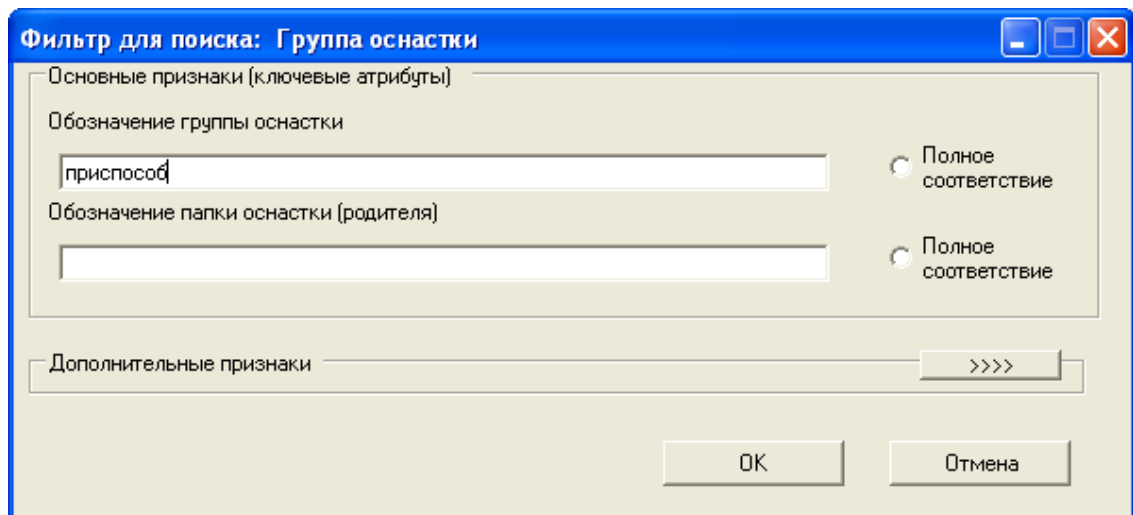 Фильтр для поиска: Группа оснастки
Основные признаки (ключевые атрибуты)
Обозначение группы оснастки
приспособ
Полное
соответствие
Обозначение папки оснастки (родителя)
Полное
соответствие
Дополнительные признаки
>>>>
OK
Отмена